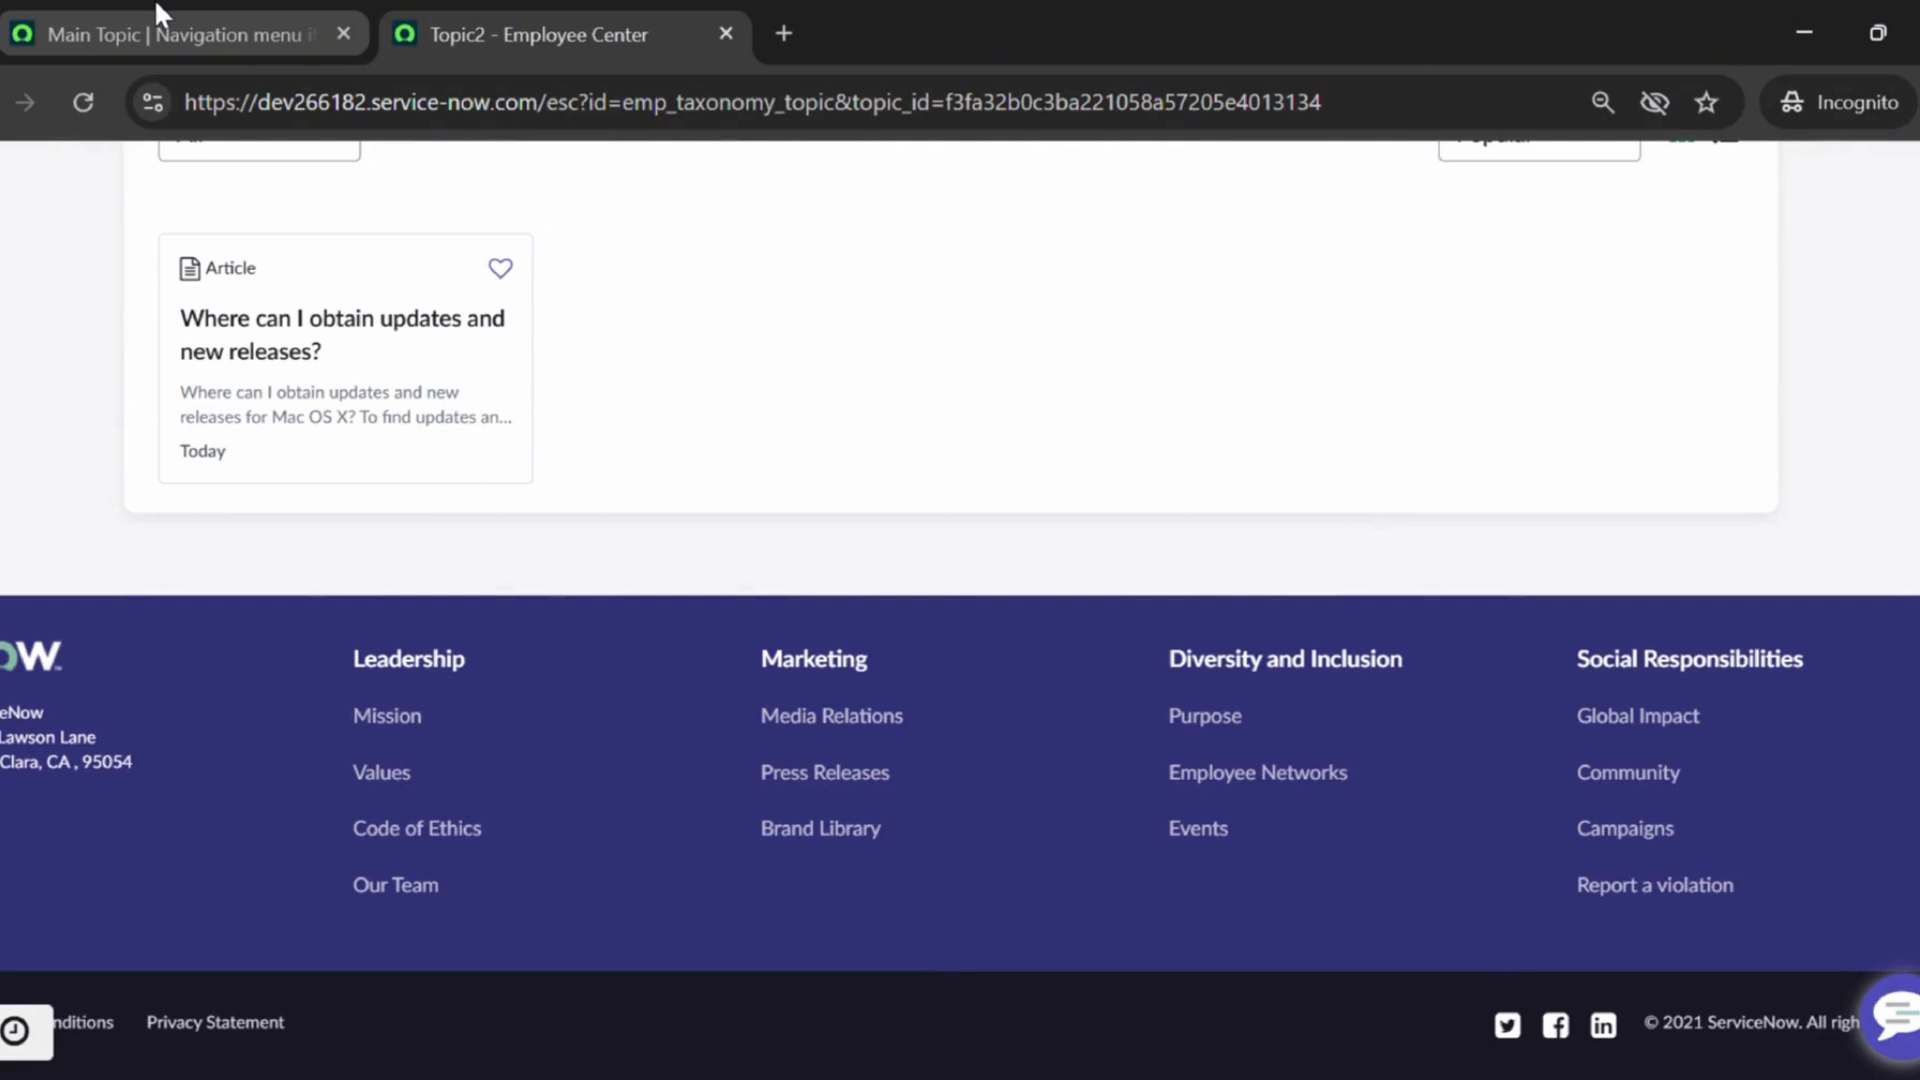 Main Topic | Navigation menu i
Topic2 - Employee Center
https://dev266182.service-now.com/esc?id=emp_taxonomy_topic&topic_id=f3fa32b0c3ba221058a57205e4013134
Incognito
Article
Where can I obtain updates and
new releases?
Where can I obtain updates and new
releases for Mac OS X? To find updates an...
Today
ow.
eNow
Lawson Lane
Clara, CA , 95054
Leadership
Mission
Values
Code of Ethics
Our Team
Marketing
Media Relations
Press Releases
Brand Library
Diversity and Inclusion
Purpose
Employee Networks
Events
Social Responsibilities
Global Impact
Community
Campaigns
Report a violation
nditions
Privacy Statement
© 2021 ServiceNow. All righ